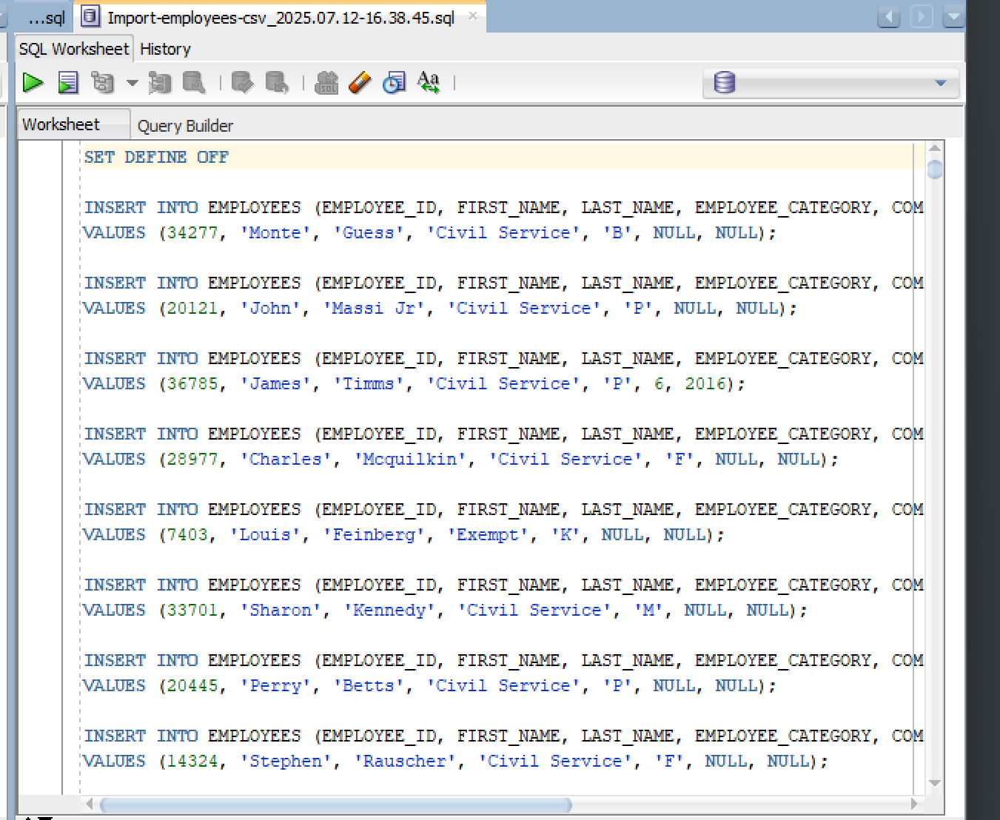 ...sql
Import-employees-csv_2025.07.12-16.38.45.sql
SQL Worksheet History
Aa
SQL
Worksheet
Query Builder
SET DEFINE OFF
INSERT INTO EMPLOYEES (EMPLOYEE_ID, FIRST_NAME, LAST_NAME, EMPLOYEE_CATEGORY, COM
VALUES (34277, 'Monte', 'Guess', 'Civil Service', 'B', NULL, NULL);
INSERT INTO EMPLOYEES (EMPLOYEE_ID, FIRST_NAME, LAST_NAME, EMPLOYEE_CATEGORY, COM
VALUES (20121, 'John', 'Massi Jr', 'Civil Service', 'P', NULL, NULL);
INSERT INTO EMPLOYEES (EMPLOYEE_ID, FIRST_NAME, LAST_NAME, EMPLOYEE_CATEGORY, COM
VALUES (36785, 'James', 'Timms', 'Civil Service', 'P', 6, 2016);
INSERT INTO EMPLOYEES (EMPLOYEE_ID, FIRST_NAME, LAST_NAME, EMPLOYEE_CATEGORY, COM
VALUES (28977, 'Charles', 'Mcquilkin', 'Civil Service', 'F', NULL, NULL);
INSERT INTO EMPLOYEES (EMPLOYEE_ID, FIRST_NAME, LAST_NAME, EMPLOYEE_CATEGORY, COM
VALUES (7403, 'Louis', 'Feinberg', 'Exempt', 'K', NULL, NULL);
INSERT INTO EMPLOYEES (EMPLOYEE_ID, FIRST_NAME, LAST_NAME, EMPLOYEE_CATEGORY, COM
VALUES (33701, 'Sharon', 'Kennedy', 'Civil Service', 'M', NULL, NULL);
INSERT INTO EMPLOYEES (EMPLOYEE_ID, FIRST_NAME, LAST_NAME, EMPLOYEE_CATEGORY, COM
VALUES (20445, 'Perry', 'Betts', 'Civil Service', 'P', NULL, NULL);
INSERT INTO EMPLOYEES (EMPLOYEE_ID, FIRST_NAME, LAST_NAME, EMPLOYEE_CATEGORY, COM
VALUES (14324, 'Stephen', 'Rauscher', 'Civil Service', 'F', NULL, NULL);